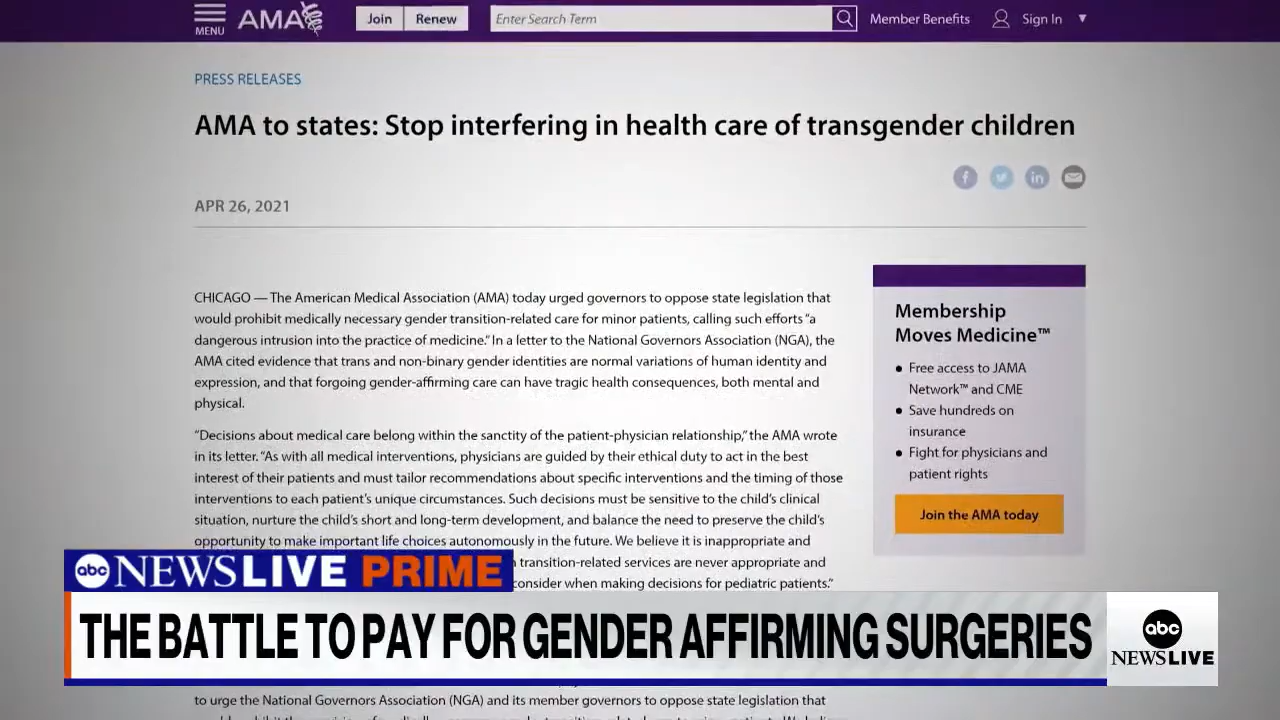 MENU
AMA
Join
Renew
Enter Search Term
Member Benefits
Sign In
PRESS RELEASES
AMA to states: Stop interfering in health care of transgender children
APR 26, 2021
CHICAGO — The American Medical Association (AMA) today urged governors to oppose state legislation that
would prohibit medically necessary gender transition-related care for minor patients, calling such efforts “a
dangerous intrusion into the practice of medicine.” In a letter to the National Governors Association (NGA), the
AMA cited evidence that trans and non-binary gender identities are normal variations of human identity and
expression, and that forgoing gender-affirming care can have tragic health consequences, both mental and
physical.
“Decisions about medical care belong within the sanctity of the patient-physician relationship,” the AMA wrote
in its letter. “As with all medical interventions, physicians are guided by their ethical duty to act in the best
interest of their patients and must tailor recommendations about specific interventions and the timing of those
interventions to each patient’s unique circumstances. Such decisions must be sensitive to the child’s clinical
situation, nurture the child’s short and long-term development, and balance the need to preserve the child’s
opportunity to make important life choices autonomously in the future. We believe it is inappropriate and
transition-related services are never appropriate and
consider when making decisions for pediatric patients.”
Membership
Moves Medicine™
Free access to JAMA
Network™ and CME
Save hundreds on
insurance
Fight for physicians and
patient rights
Join the AMA today
abc NEWS LIVE PRIME
THE BATTLE TO PAY FOR GENDER AFFIRMING SURGERIES
abc
NEWS LIVE
to urge the National Governors Association (NGA) and its member governors to oppose state legislation that